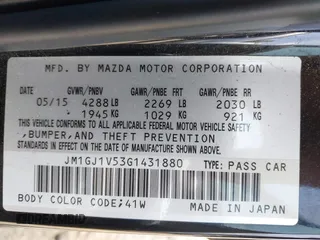 MFD. BY MAZDA MOTOR CORPORATION
DATE GVWR/PNBV GAWR/PNBE FRT GAWR/PNBE RR
05/15 4288 LB 2269 LB 2030 LB
1945 KG 1029 KG 921 KG
THIS VEHICLE CONFORMS TO ALL APPLICABLE FEDERAL MOTOR VEHICLE SAFETY
,BUMPER,AND THEFT PREVENTION
STANDARDS IN EFFECT ON THE DATE OF MANUFACTURE SHOWN ABOVE.
JM1GJ1V53G1431880 TYPE: PASS CAR
BODY COLOR CODE;41W MADE IN JAPAN